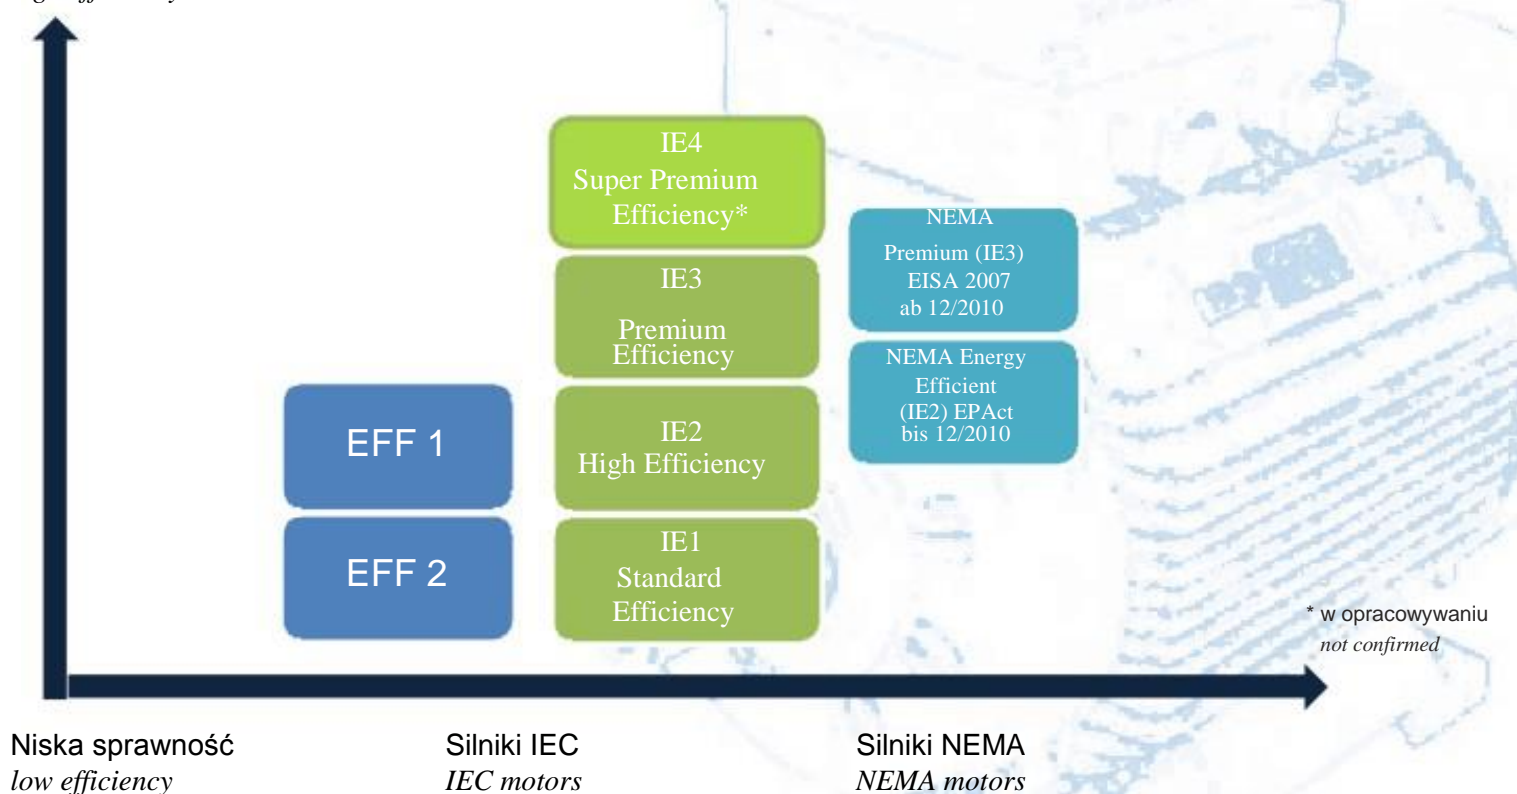 IE4
Super Premium
Efficiency*
IE3
Premium
Efficiency
IE2
High Efficiency
IE1
Standard
Efficiency
EFF 1
EFF 2
NEMA
Premium (IE3)
EISA 2007
ab 12/2010
NEMA Energy
Efficient
(IE2) EPAct
bis 12/2010
* w opracowywaniu
not confirmed
Niska sprawność
low efficiency
Silniki IEC
IEC motors
Silniki NEMA
NEMA motors